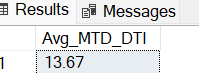 Results Messages
Avg_MTD_DTI
1 13.67